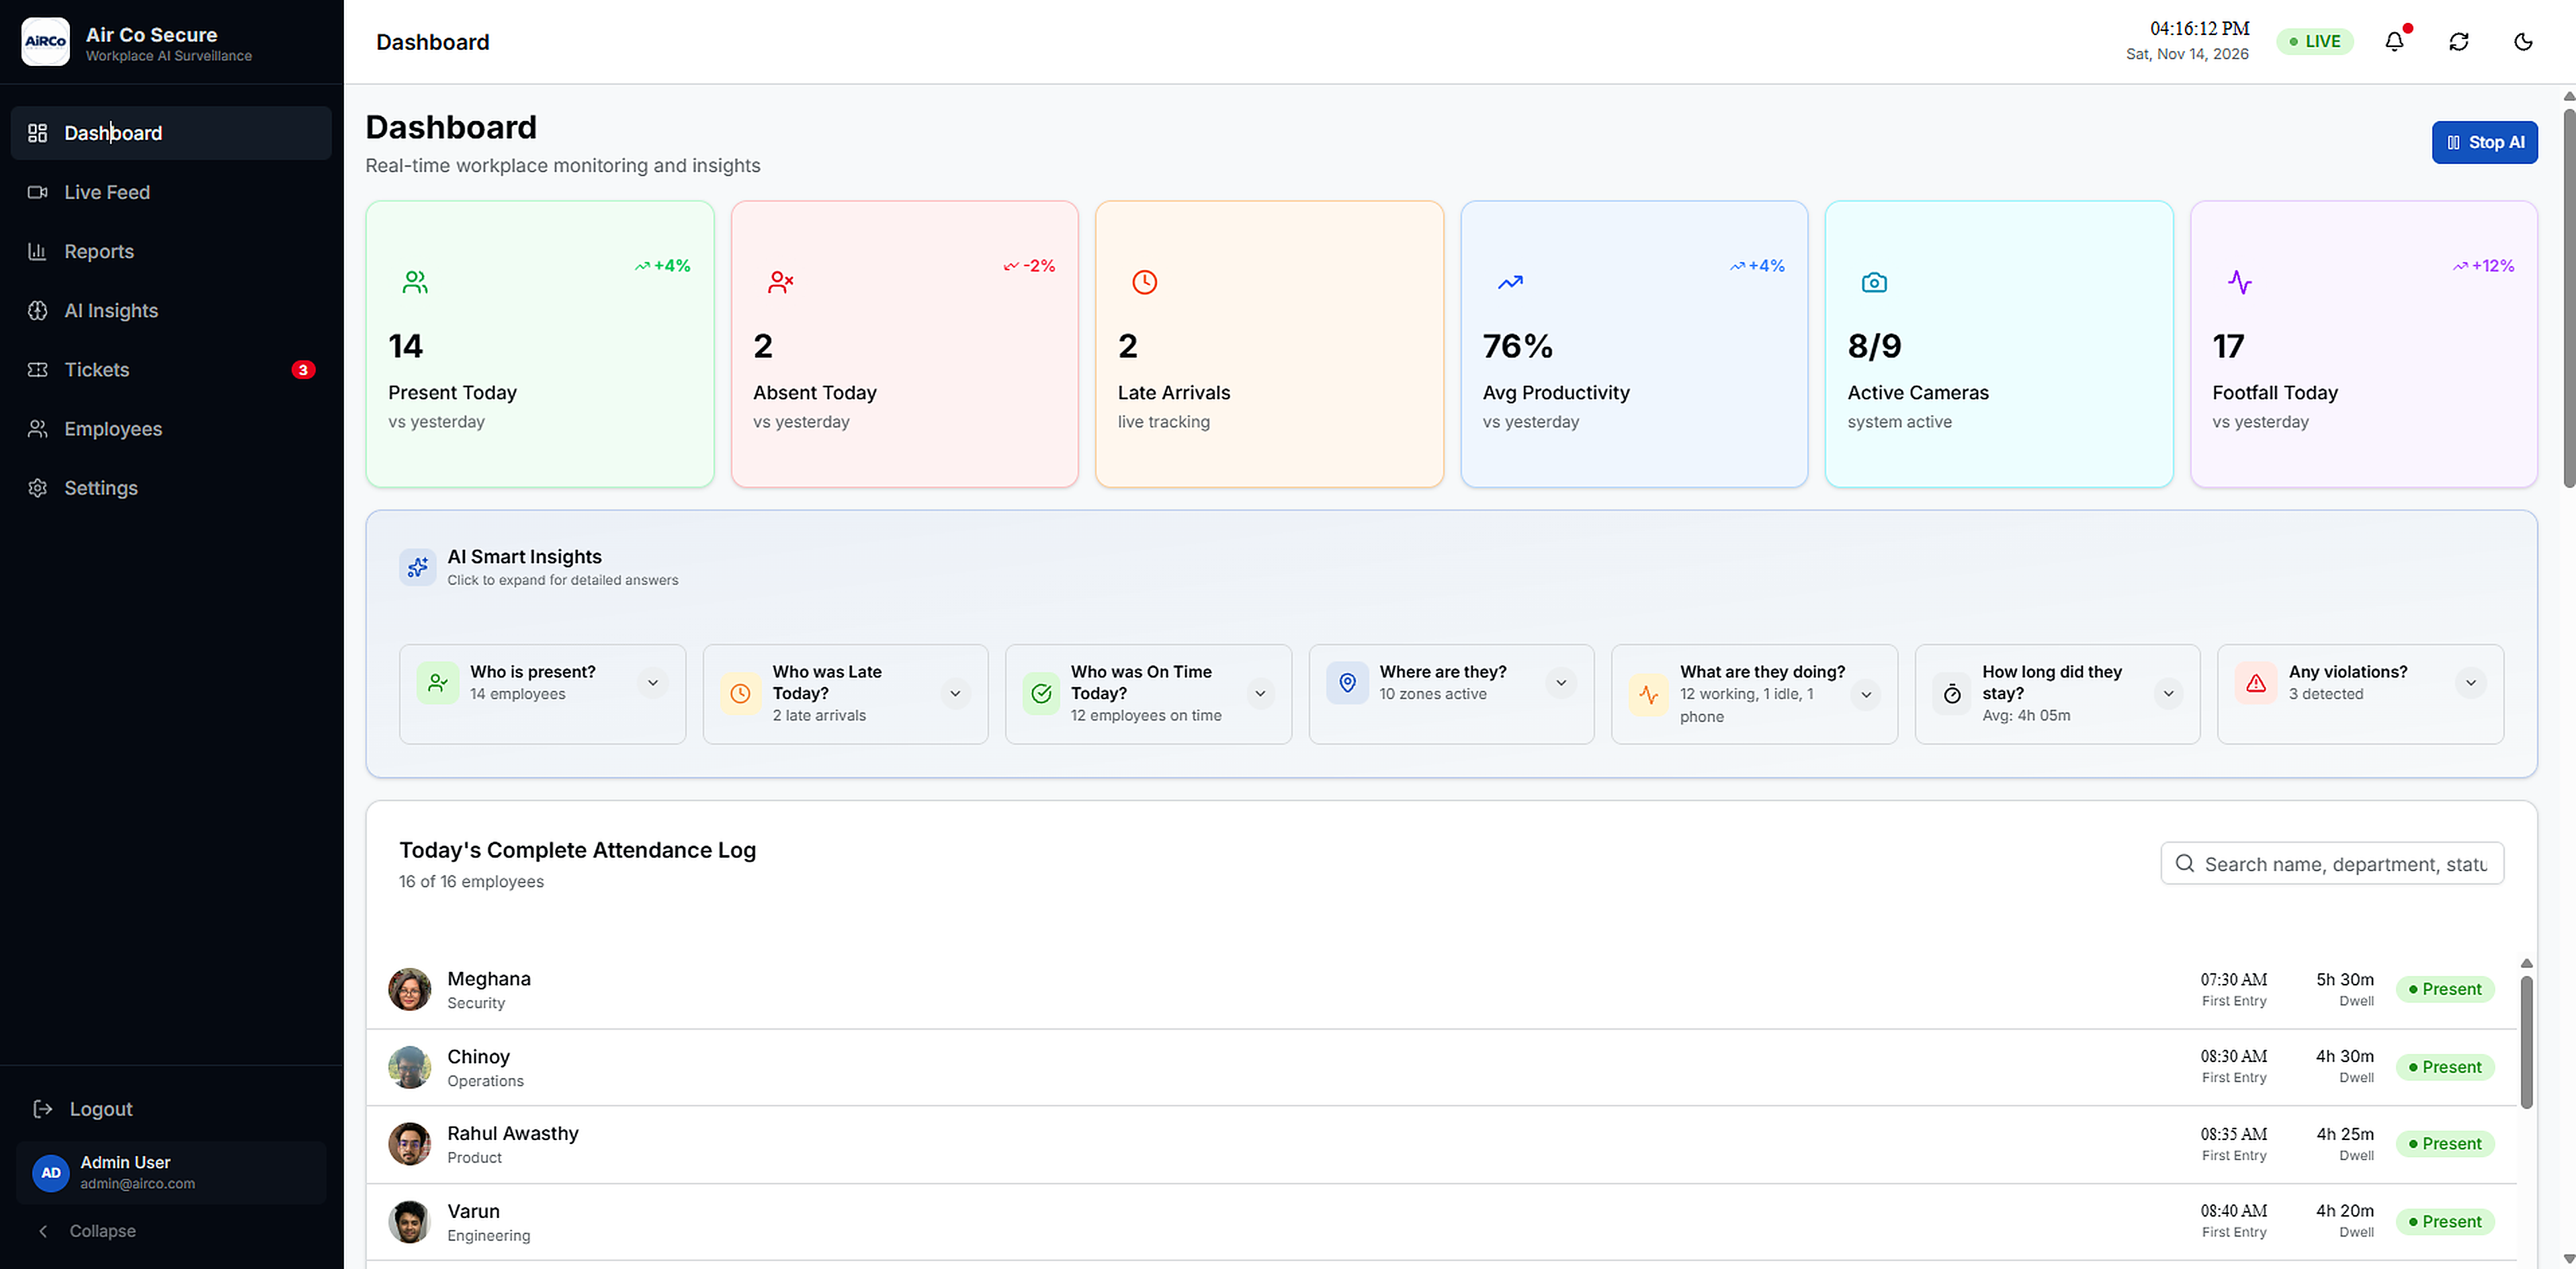 AiRCo
Air Co Secure
Workplace AI Surveillance
Dashboard
Live Feed
Reports
AI Insights
Tickets
3
Employees
Settings
Logout
AD
Admin User
admin@airco.com
Collapse
Dashboard
04:16:12 PM
Sat, Nov 14, 2026
LIVE
Dashboard
Real-time workplace monitoring and insights
Stop AI
+4%
14
Present Today
vs yesterday
-2%
2
Absent Today
vs yesterday
2
Late Arrivals
live tracking
+4%
76%
Avg Productivity
vs yesterday
8/9
Active Cameras
system active
+12%
17
Footfall Today
vs yesterday
AI Smart Insights
Click to expand for detailed answers
Who is present?
14 employees
Who was Late
Today?
2 late arrivals
Who was On Time
Today?
12 employees on time
Where are they?
10 zones active
What are they doing?
12 working, 1 idle, 1
phone
How long did they
stay?
Avg: 4h 05m
Any violations?
3 detected
Today's Complete Attendance Log
16 of 16 employees
Search name, department, statu
Meghana
Security
07:30 AM
First Entry
5h 30m
Dwell
Present
Chinoy
Operations
08:30 AM
First Entry
4h 30m
Dwell
Present
Rahul Awasthy
Product
08:35 AM
First Entry
4h 25m
Dwell
Present
Varun
Engineering
08:40 AM
First Entry
4h 20m
Dwell
Present